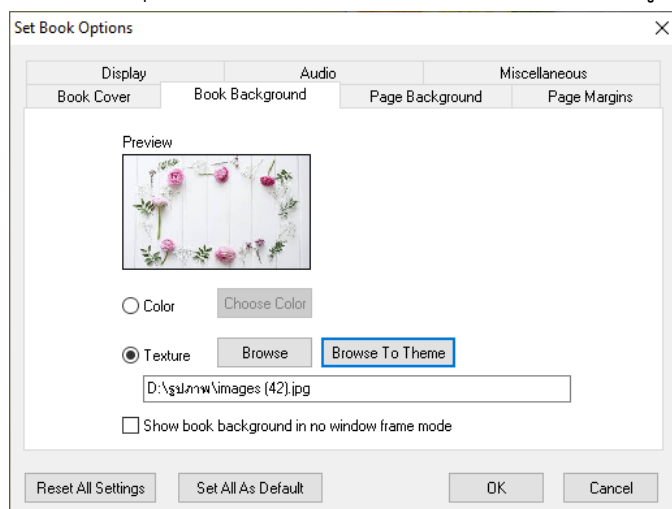 Set Book Options
Display Audio Miscellaneous
Book Cover Book Background Page Background Page Margins
Preview
Color Choose Color
Texture Browse Browse To Theme
D:\รูปภาพ\images (42).jpg
Show book background in no window frame mode
Reset All Settings Set All As Default OK Cancel